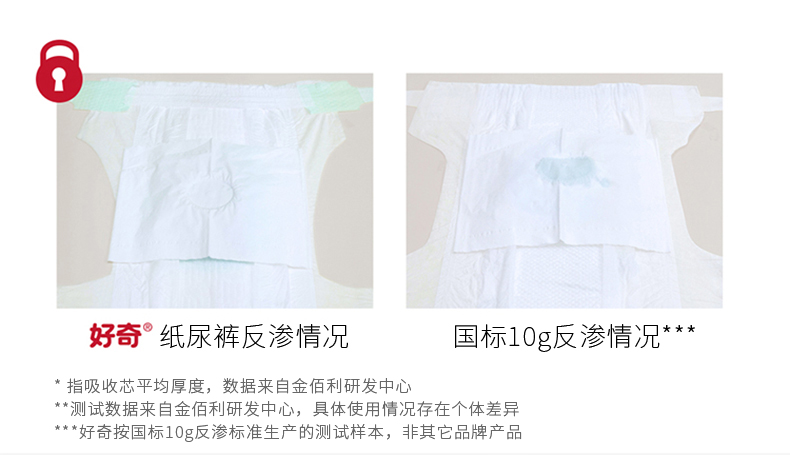 好奇® 纸尿裤反渗情况
国标10g反渗情况***
* 指吸收芯平均厚度，数据来自金佰利研发中心
**测试数据来自金佰利研发中心，具体使用情况存在个体差异
***好奇按国标10g反渗标准生产的测试样本，非其它品牌产品